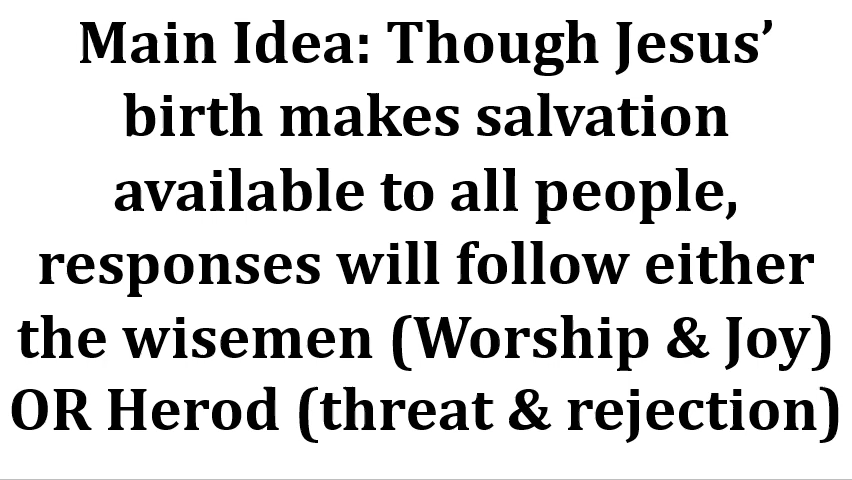 Main Idea: Though Jesus’
birth makes salvation
available to all people,
responses will follow either
the wisemen (Worship & Joy)
OR Herod (threat & rejection)